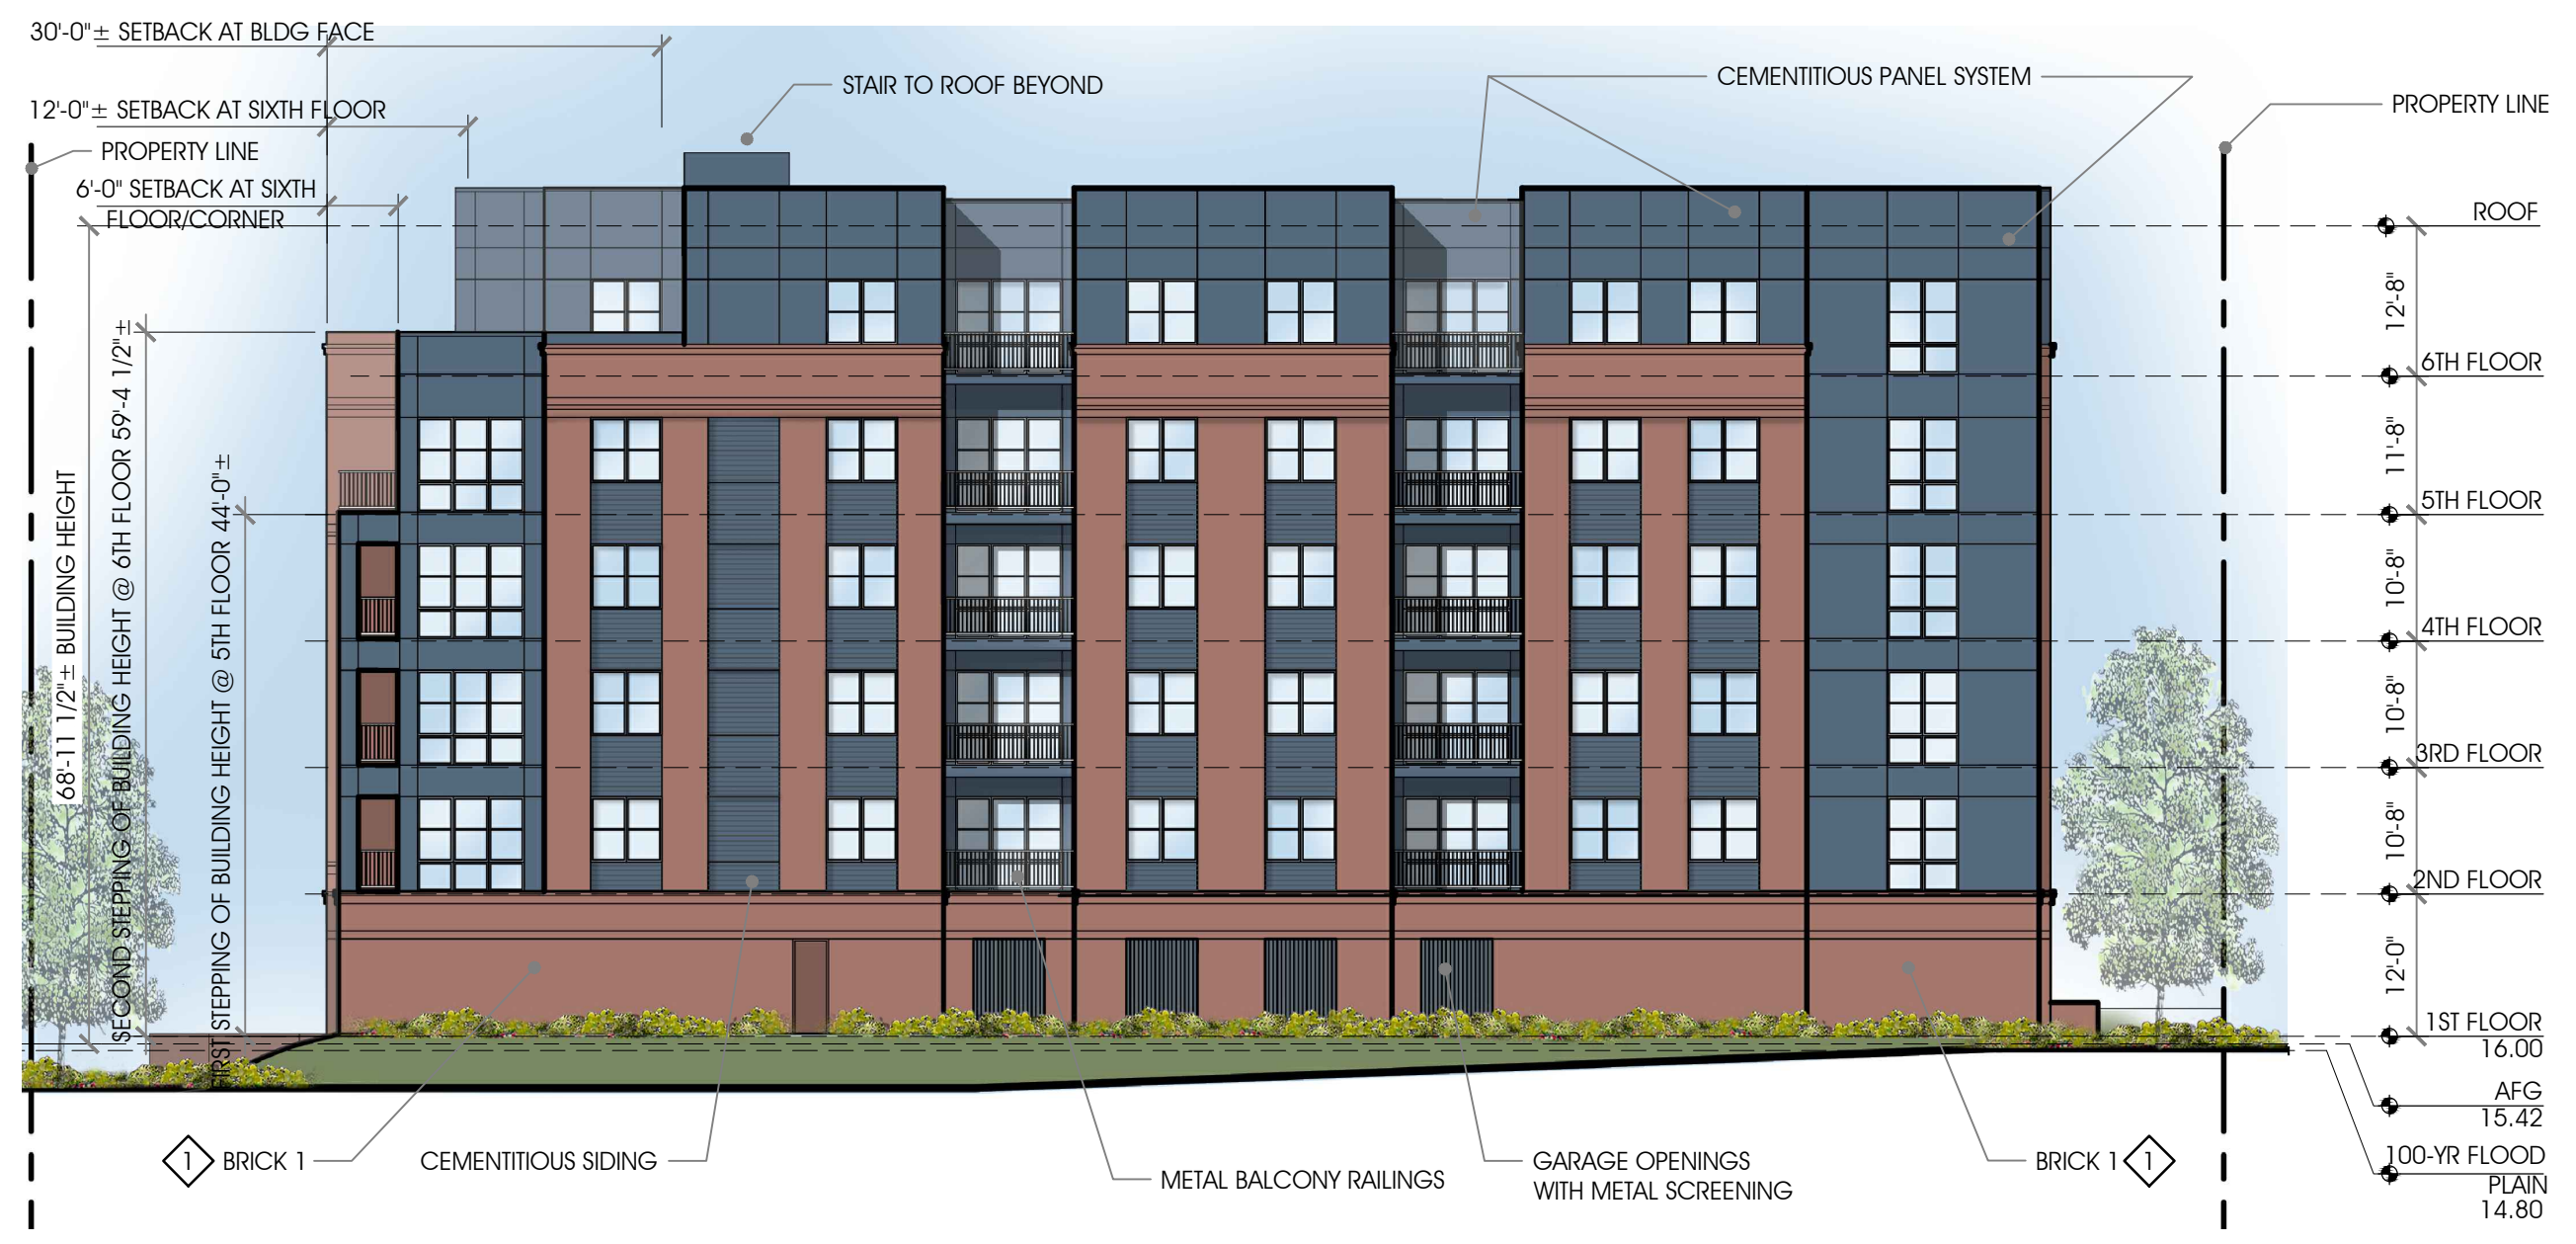 30'-0"± SETBACK AT BLDG FACE
STAIR TO ROOF BEYOND
CEMENTITIOUS PANEL SYSTEM
PROPERTY LINE
12'-0"± SETBACK AT SIXTH FLOOR
PROPERTY LINE
6'-0" SETBACK AT SIXTH
FLOOR/CORNER
68'-11 1/2"± BUILDING HEIGHT
SECOND STEPPING OF BUILDING HEIGHT @ 6TH FLOOR 59'-4 1/2"±
FIRST STEPPING OF BUILDING HEIGHT @ 5TH FLOOR 44'-0"±
ROOF
12'-8"
6TH FLOOR
11'-8"
5TH FLOOR
10'-8"
4TH FLOOR
10'-8"
3RD FLOOR
10'-8"
2ND FLOOR
12'-0"
1ST FLOOR
16.00
AFG
15.42
100-YR FLOOD
PLAIN
14.80
1 BRICK 1
CEMENTITIOUS SIDING
METAL BALCONY RAILINGS
GARAGE OPENINGS
WITH METAL SCREENING
BRICK 1 1